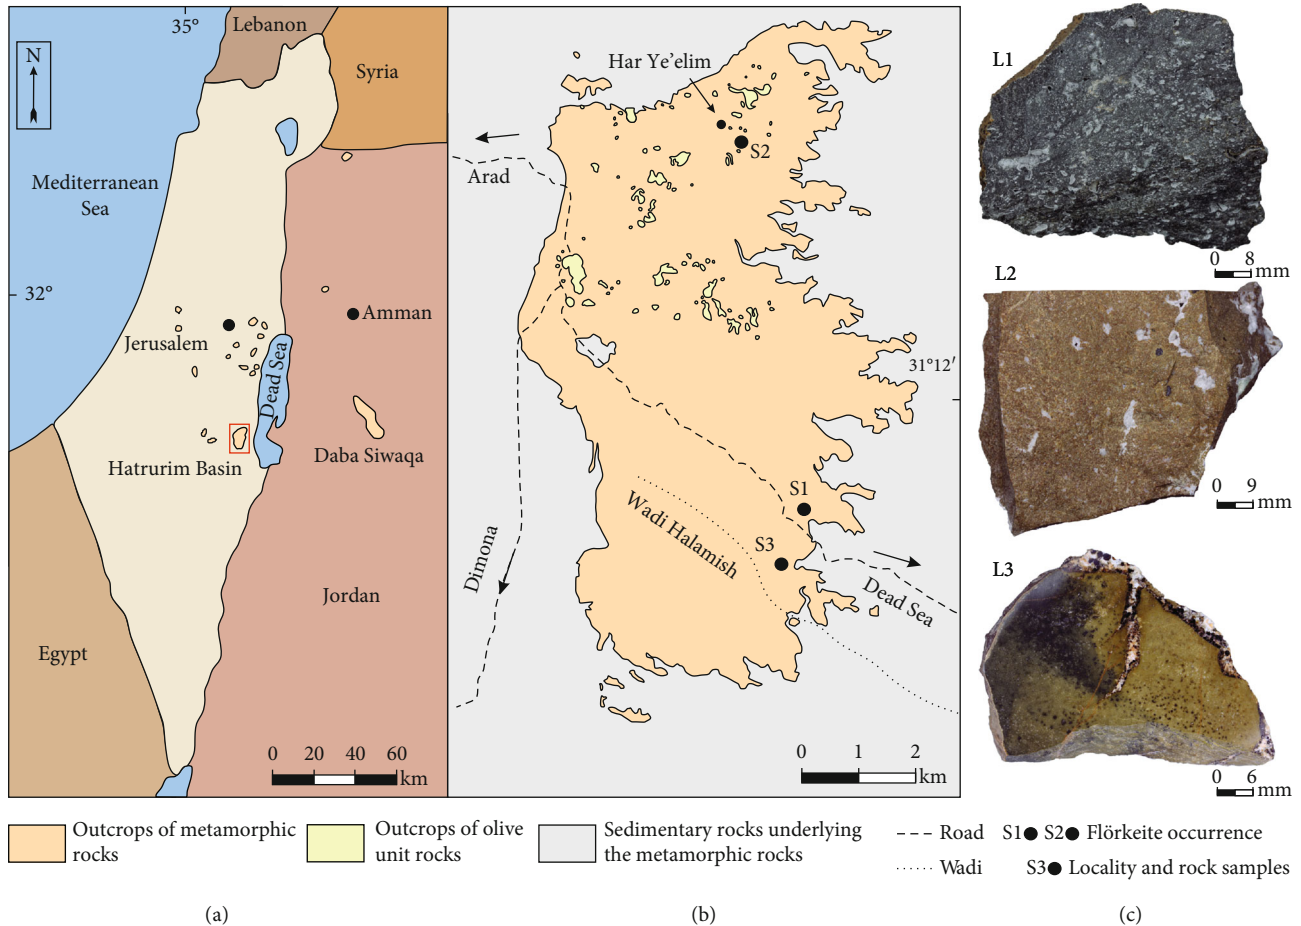 35°
Lebanon
N
Syria
Mediterranean
Sea
32°
Amman
Jerusalem
Dead Sea
Hatrurim Basin
Daba Siwaqa
Jordan
Egypt
0 20 40 60
km
Har Ye'elim
S2
Arad
31°12′
S1
Wadi Halamish
S3
Dimona
Dead Sea
0 1 2
km
L1
0 8
mm
L2
0 9
mm
L3
0 6
mm
Outcrops of metamorphic
rocks
Outcrops of olive
unit rocks
Sedimentary rocks underlying
the metamorphic rocks
Road
S1 S2 Flörkeite occurrence
Wadi
S3 Locality and rock samples
(a)
(b)
(c)